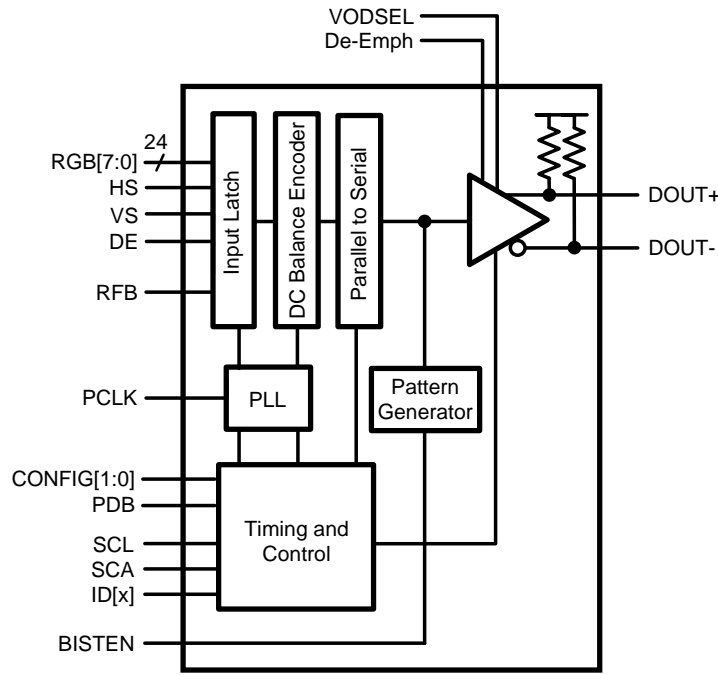 VODSEL
De-Emph
24
RGB[7:0]
HS
VS
DE
RFB
Input Latch
DC Balance Encoder
Parallel to Serial
DOUT+
DOUT-
PCLK
PLL
Pattern
Generator
CONFIG[1:0]
PDB
SCL
SCA
ID[x]
Timing and
Control
BISTEN